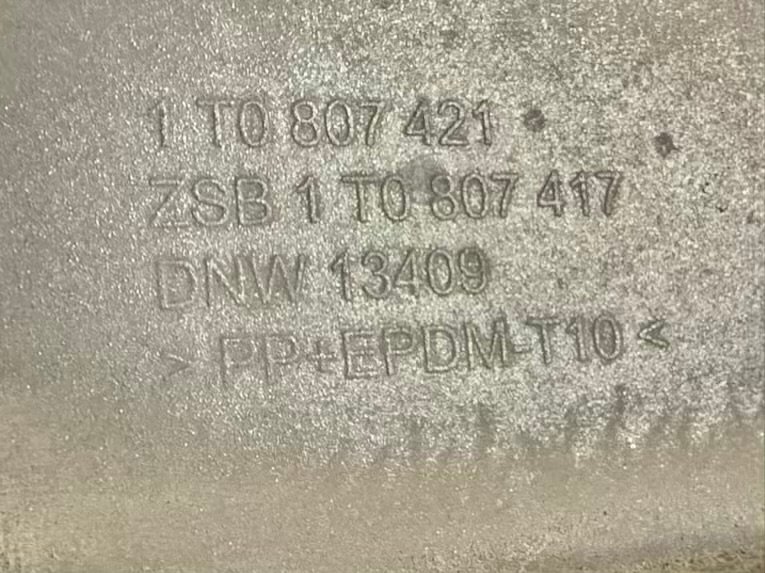 1 T0 807 421
ZSB 1 T0 807 417
DNW 13409
> PP+EPDM-T10 <